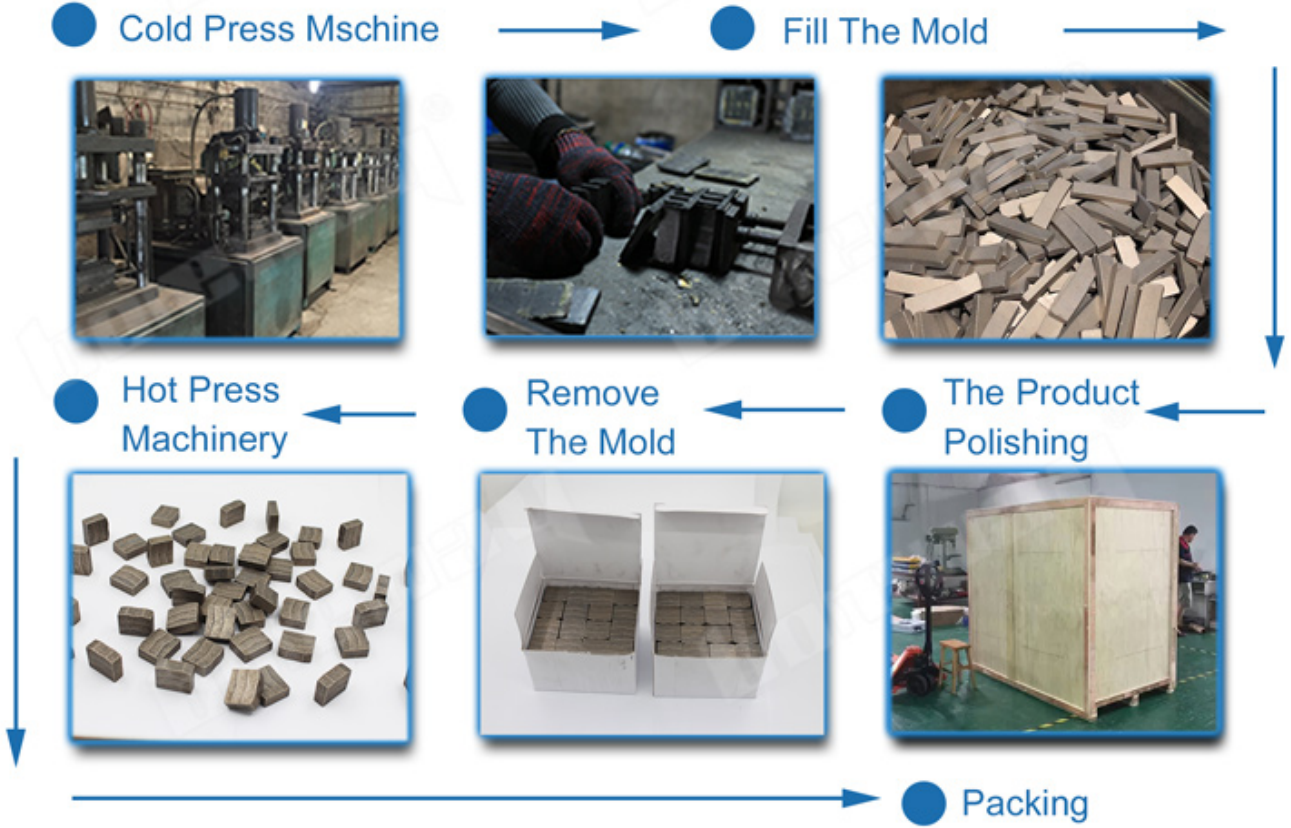 Cold Press Mschine
Fill The Mold
Hot Press
Machinery
Remove
The Mold
The Product
Polishing
Packing